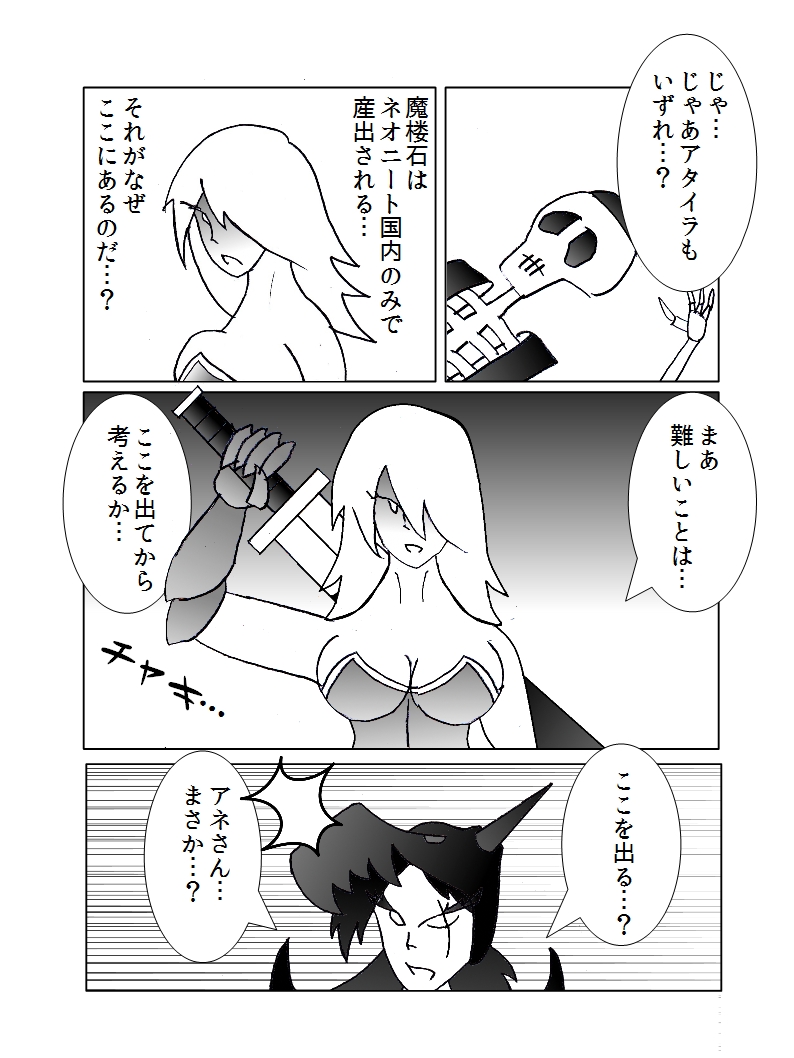 じゃ…
じゃあアタイラも
いずれ…?
魔楼石は
ネオニート国内のみで
産出される…
それがなぜ
ここにあるのだ…?
まあ
難しいことは…
ここを出てから
考えるか…
チャキ…
ここを出る…?
アネさん…
まさか…?